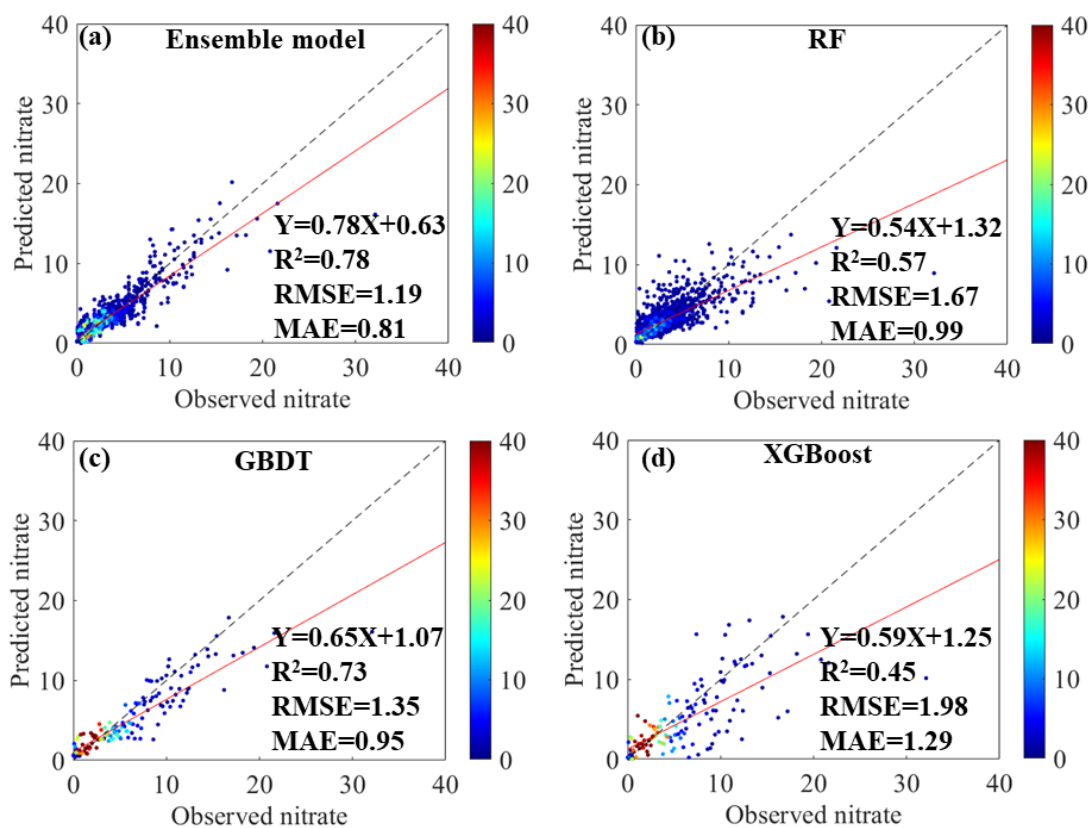 (a) Ensemble model
40
30
20
10
0
0 10 20 30 40
Predicted nitrate
Observed nitrate
Y=0.78X+0.63
R²=0.78
RMSE=1.19
MAE=0.81
40
30
20
10
0
(b) RF
40
30
20
10
0
0 10 20 30 40
Predicted nitrate
Observed nitrate
Y=0.54X+1.32
R²=0.57
RMSE=1.67
MAE=0.99
40
30
20
10
0
(c) GBDT
40
30
20
10
0
0 10 20 30 40
Predicted nitrate
Observed nitrate
Y=0.65X+1.07
R²=0.73
RMSE=1.35
MAE=0.95
40
30
20
10
0
(d) XGBoost
40
30
20
10
0
0 10 20 30 40
Predicted nitrate
Observed nitrate
Y=0.59X+1.25
R²=0.45
RMSE=1.98
MAE=1.29
40
30
20
10
0